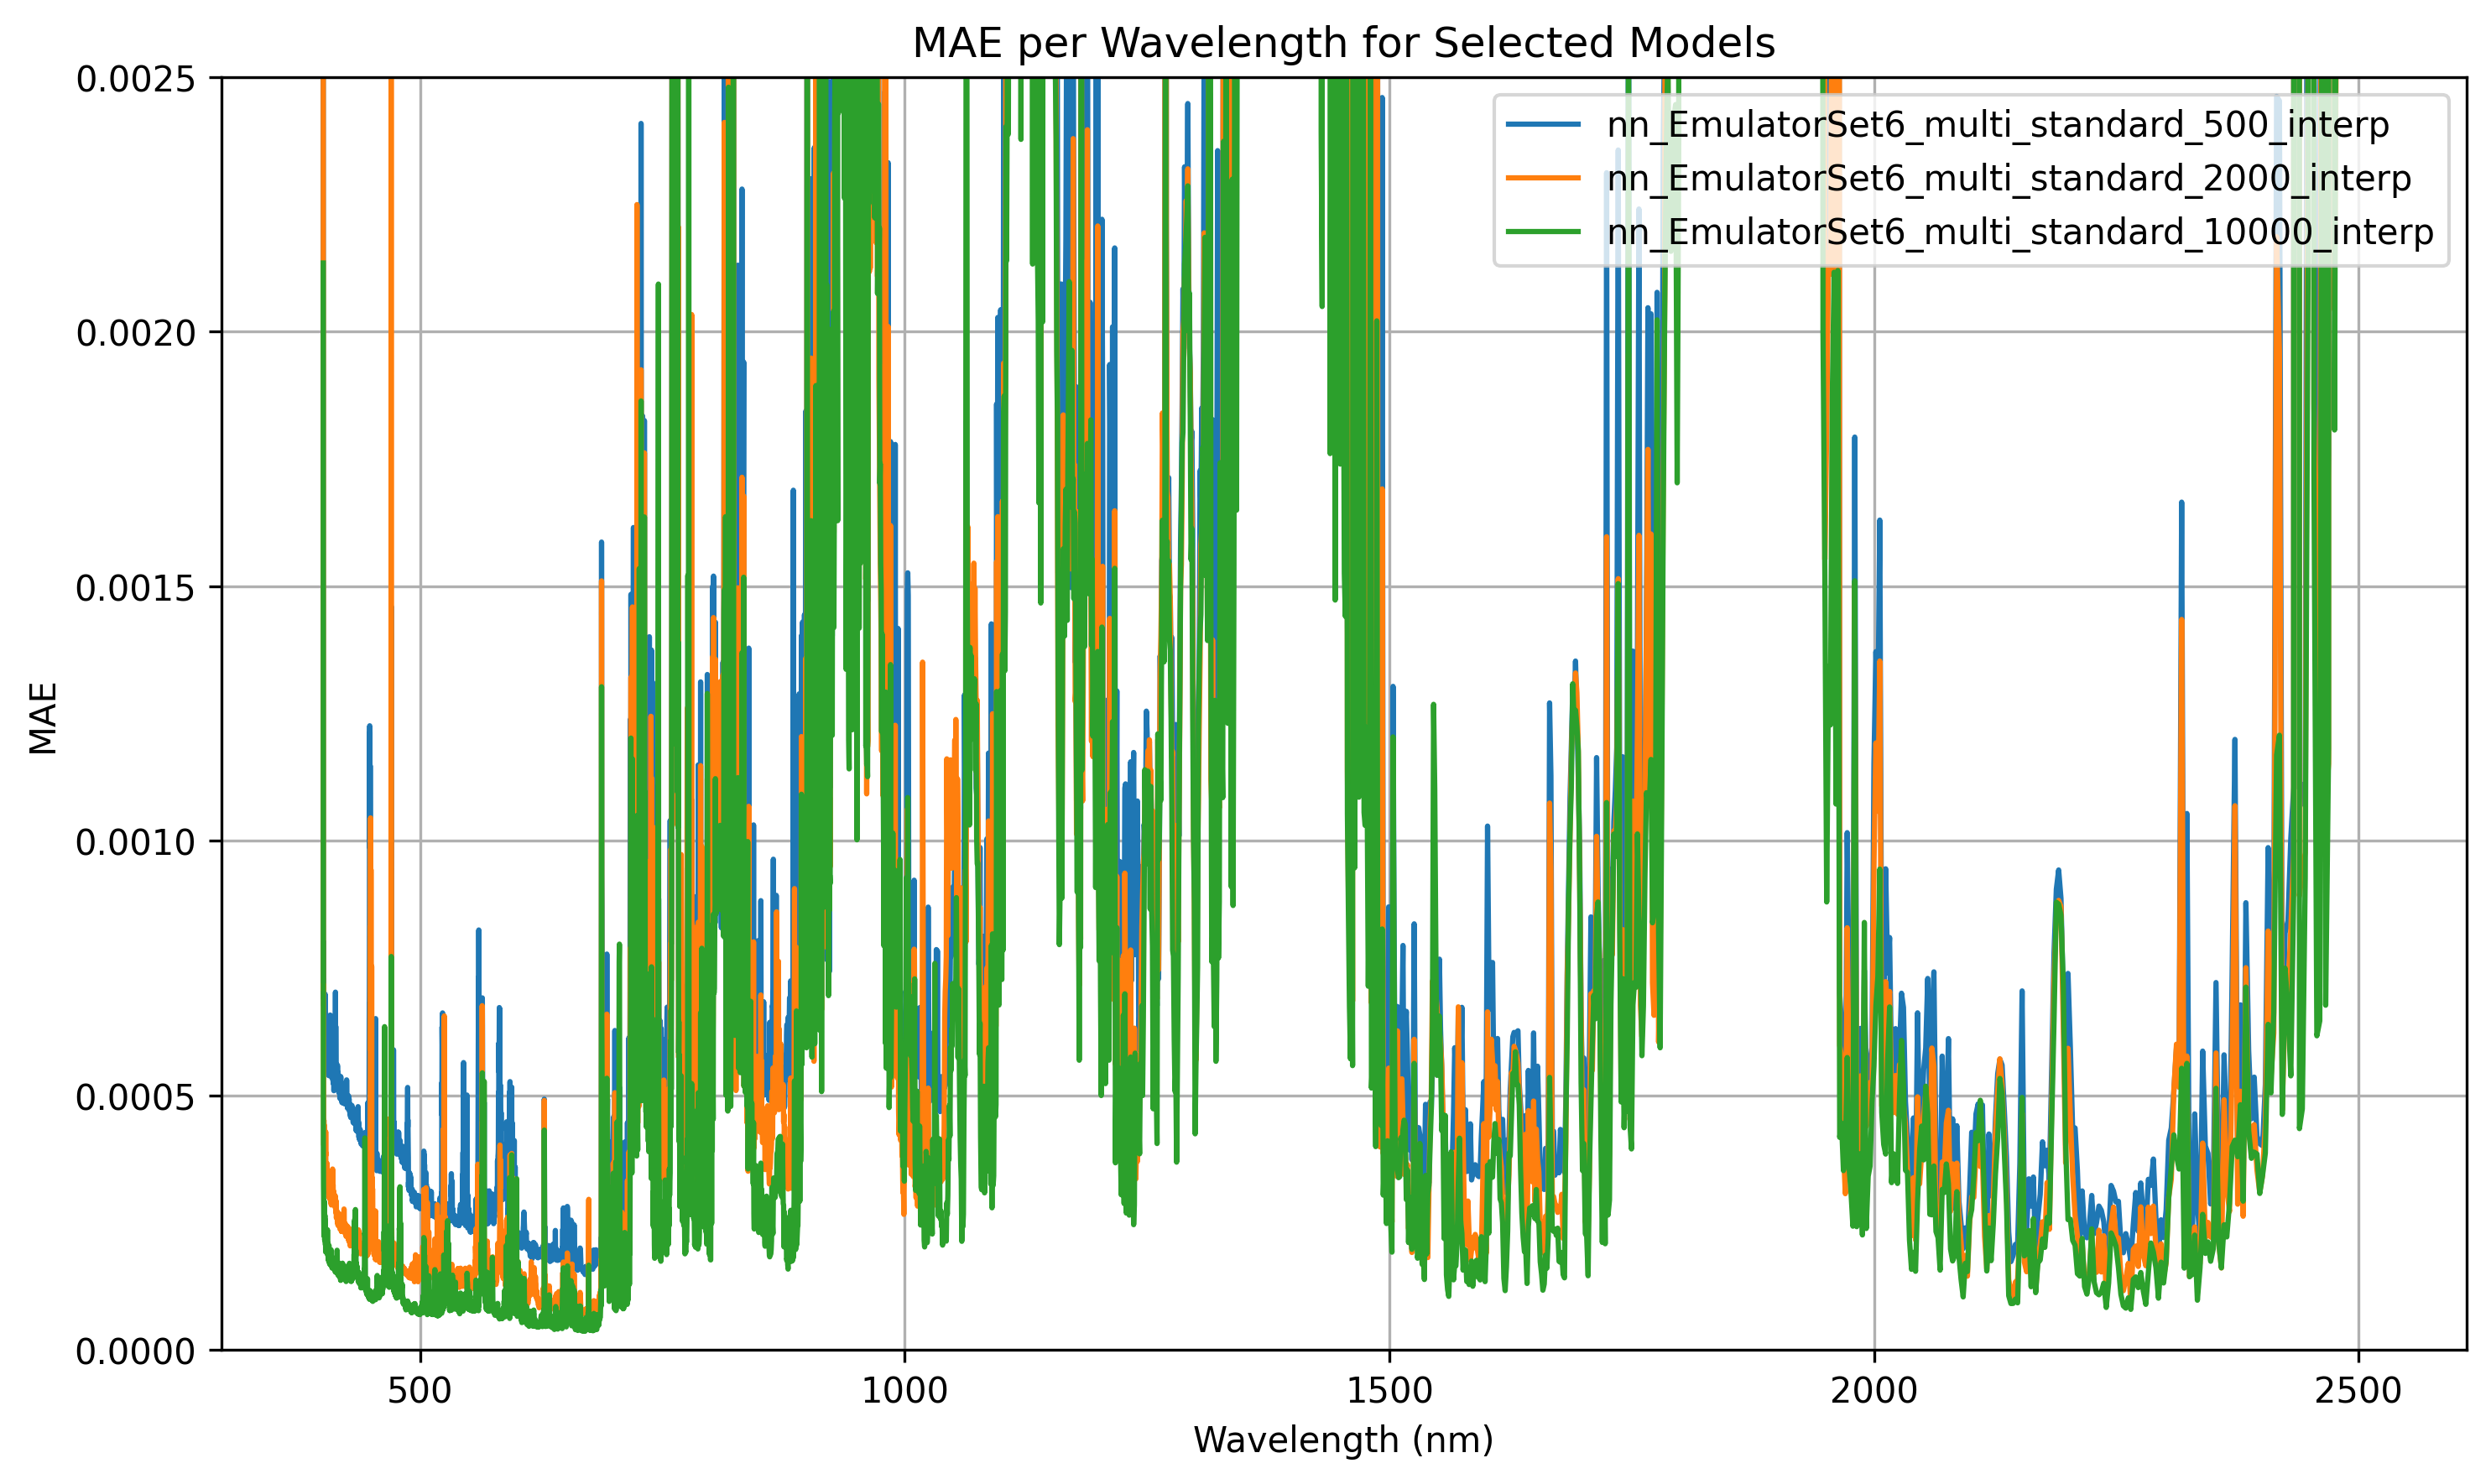 MAE per Wavelength for Selected Models
0.0025
0.0020
0.0015
0.0010
0.0005
0.0000
MAE
nn_EmulatorSet6_multi_standard_500_interp
nn_EmulatorSet6_multi_standard_2000_interp
nn_EmulatorSet6_multi_standard_10000_interp
500 1000 1500 2000 2500
Wavelength (nm)